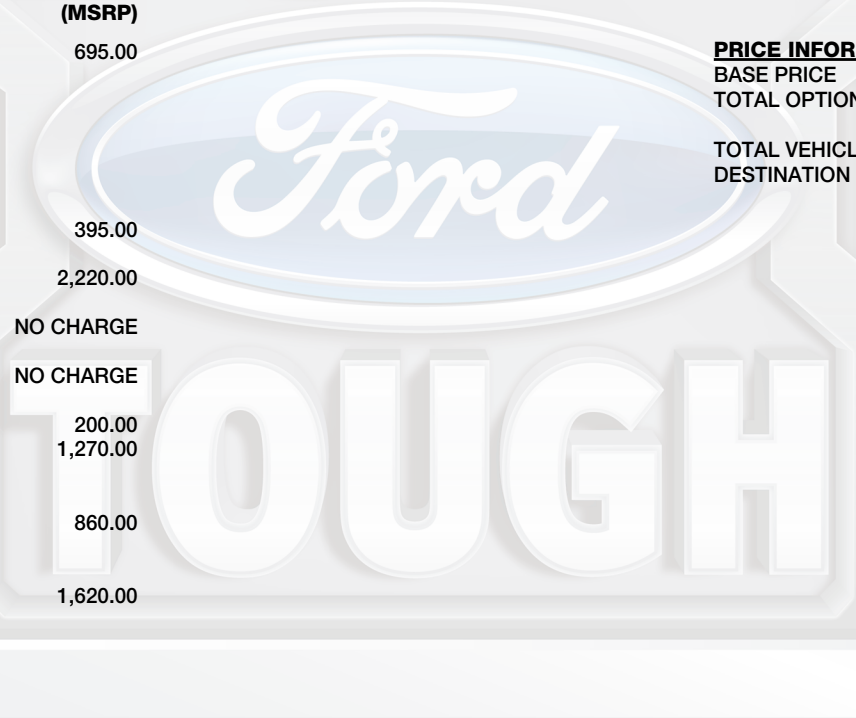 (MSRP)
695.00
395.00
2,220.00
NO CHARGE
NO CHARGE
200.00
1,270.00
860.00
1,620.00
PRICE INFOR
BASE PRICE
TOTAL OPTION
TOTAL VEHICL
DESTINATION
Ford
TOUGH